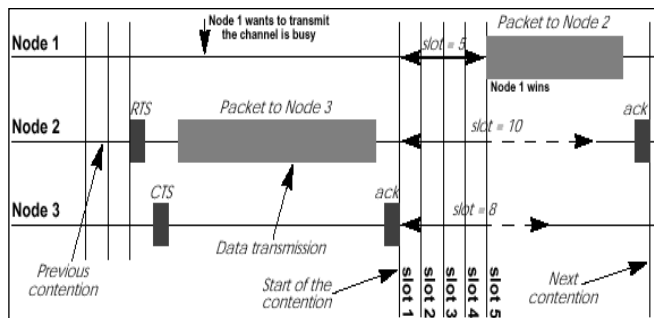 Node 1 wants to transmit
the channel is busy
Packet to Node 2
Node 1
slot = 5
Node 1 wins
RTS
Packet to Node 3
ack
Node 2
slot = 10
CTS
ack
Node 3
slot = 8
Data transmission
Previous
contention
Start of the
contention
slot 1
slot 2
slot 3
slot 4
slot 5
Next
contention